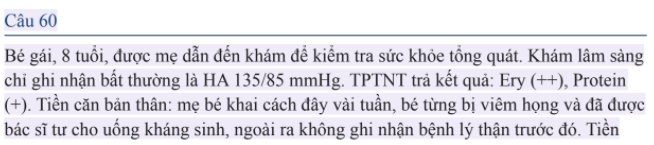 Câu 60
Bé gái, 8 tuổi, được mẹ dẫn đến khám để kiểm tra sức khỏe tổng quát. Khám lâm sàng
chỉ ghi nhận bất thường là HA 135/85 mmHg. TPTNT trả kết quả: Ery (++), Protein
(+). Tiền căn bản thân: mẹ bé khai cách đây vài tuần, bé từng bị viêm họng và đã được
bác sĩ tư cho uống kháng sinh, ngoài ra không ghi nhận bệnh lý thận trước đó. Tiền